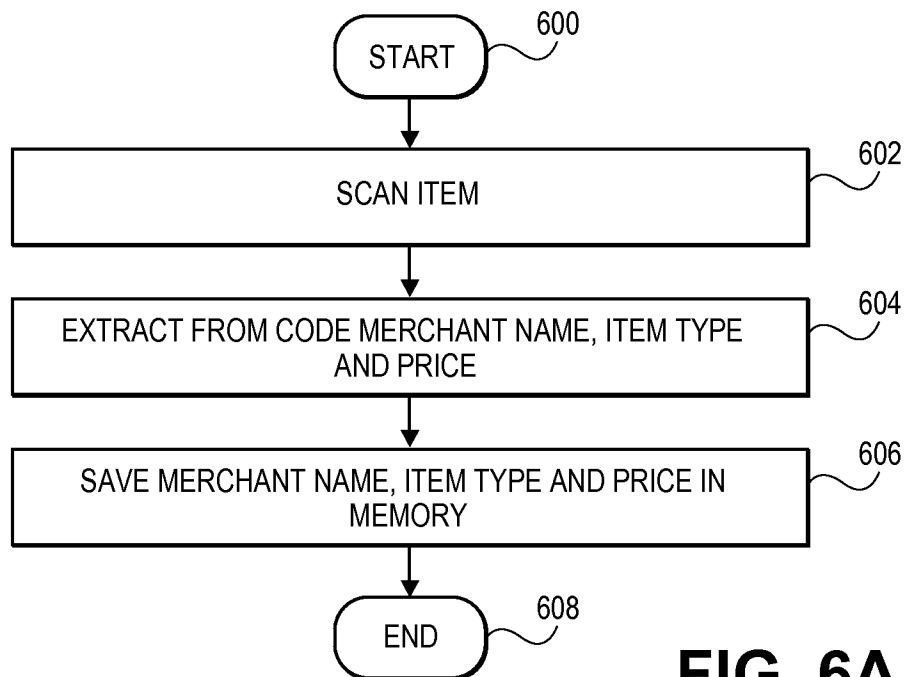 START
600
SCAN ITEM
602
EXTRACT FROM CODE MERCHANT NAME, ITEM TYPE
AND PRICE
604
SAVE MERCHANT NAME, ITEM TYPE AND PRICE IN
MEMORY
606
END
608
FIG. 6A